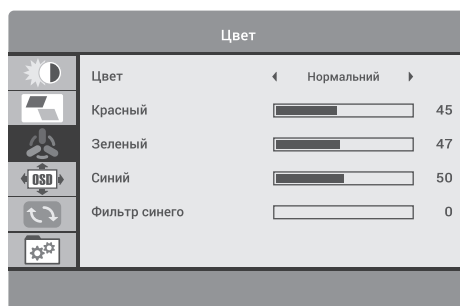 Цвет
Цвет Нормальний
Красный 45
Зеленый 47
OSD
Синий 50
Фильтр синего 0